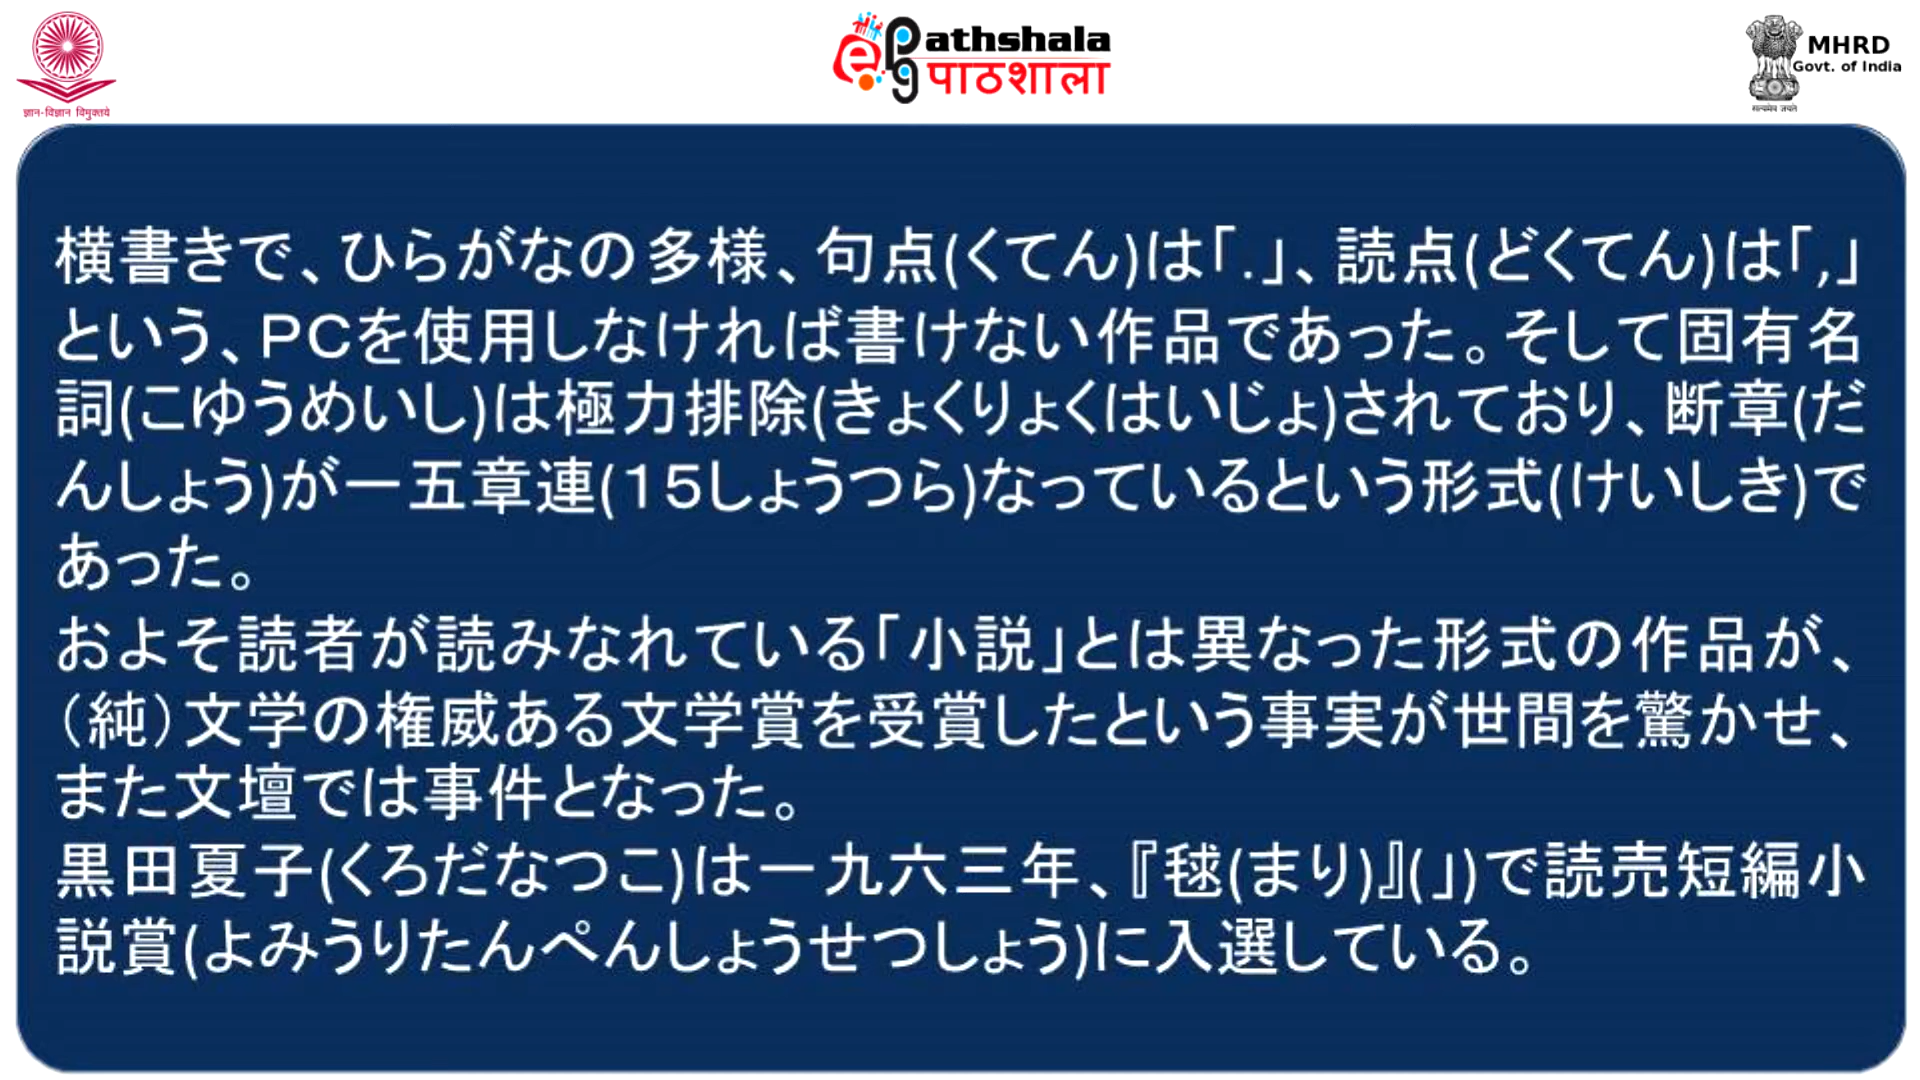 ज्ञान-विज्ञान विमुक्तये
ePG Pathshala
पाठशाला
MHRD
Govt. of India
सत्यमेव जयते
横書きで、ひらがなの多様、句点(くてん)は「.」、読点(どくてん)は「,」
という、PCを使用しなければ書けない作品であった。そして固有名
詞(こゆうめいし)は極力排除(きょくりょくはいじょ)されており、断章(だ
んしょう)が一五章連(15しょうつら)なっているという形式(けいしき)で
あった。
およそ読者が読みなれている「小説」とは異なった形式の作品が、
（純）文学の権威ある文学賞を受賞したという事実が世間を驚かせ、
また文壇では事件となった。
黒田夏子(くろだなつこ)は一九六三年、『毬(まり)』(」)で読売短編小
説賞(よみうりたんぺんしょうせつしょう)に入選している。